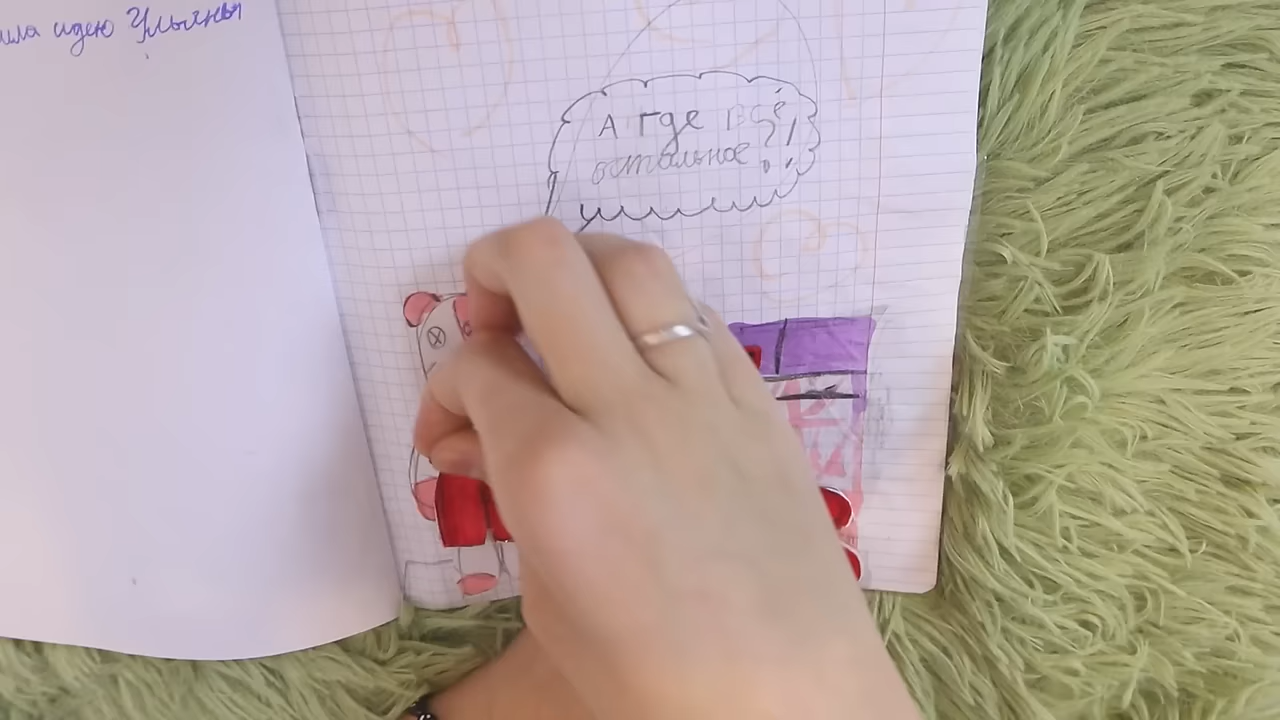 идею Ульяны
А где всё
остальное?!